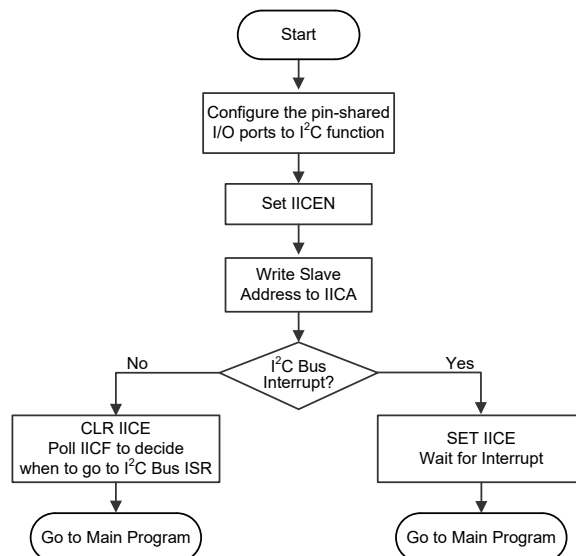 Start
Configure the pin-shared
I/O ports to I²C function
Set IICEN
Write Slave
Address to IICA
I²C Bus
Interrupt?
No
Yes
CLR IICE
Poll IICF to decide
when to go to I²C Bus ISR
SET IICE
Wait for Interrupt
Go to Main Program
Go to Main Program